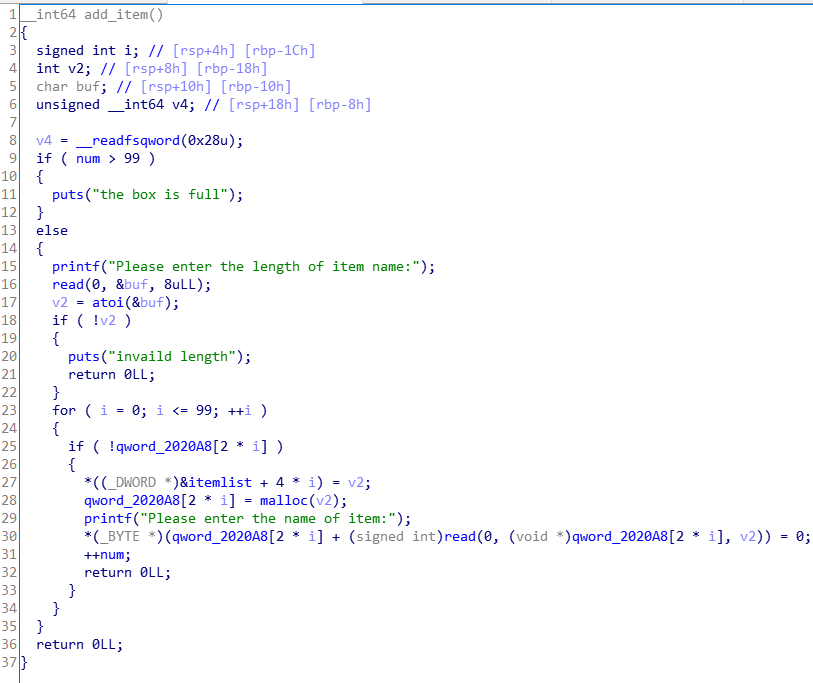 1 __int64 add_item()
2 {
3   signed int i; // [rsp+4h] [rbp-1Ch]
4   int v2; // [rsp+8h] [rbp-18h]
5   char buf; // [rsp+10h] [rbp-10h]
6   unsigned __int64 v4; // [rsp+18h] [rbp-8h]
7
8   v4 = __readfsqword(0x28u);
9   if ( num > 99 )
10   {
11     puts("the box is full");
12   }
13   else
14   {
15     printf("Please enter the length of item name:");
16     read(0, &buf, 8uLL);
17     v2 = atoi(&buf);
18     if ( !v2 )
19     {
20       puts("invaild length");
21       return 0LL;
22     }
23     for ( i = 0; i <= 99; ++i )
24     {
25       if ( !qword_2020A8[2 * i] )
26       {
27         *((_DWORD *)&itemlist + 4 * i) = v2;
28         qword_2020A8[2 * i] = malloc(v2);
29         printf("Please enter the name of item:");
30         *(_BYTE *)(qword_2020A8[2 * i] + (signed int)read(0, (void *)qword_2020A8[2 * i], v2)) = 0;
31         ++num;
32         return 0LL;
33       }
34     }
35   }
36   return 0LL;
37 }